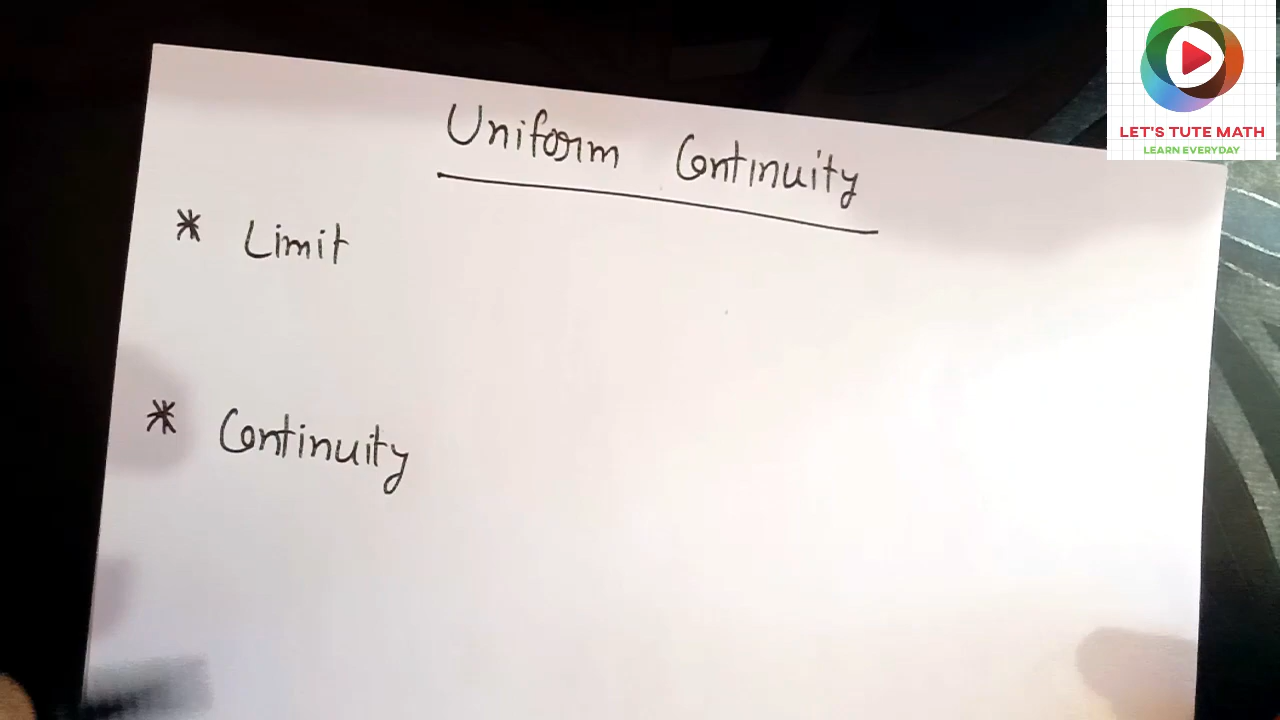 LET'S TUTE MATH
LEARN EVERYDAY
Uniform Continuity
* Limit
* Continuity